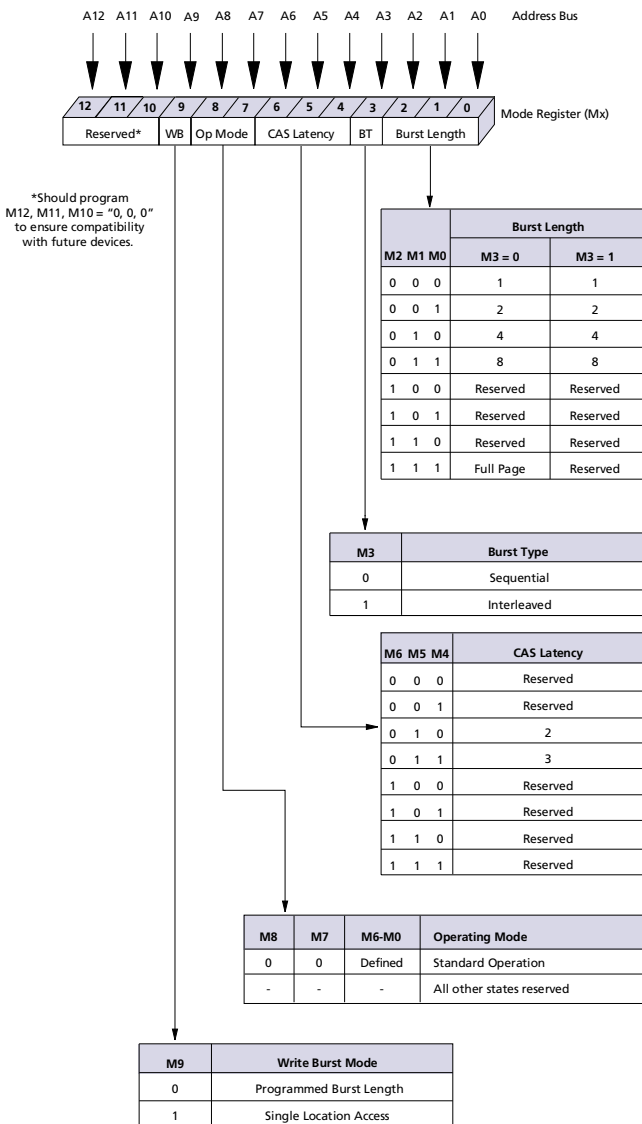 A12 A11 A10 A9 A8 A7 A6 A5 A4 A3 A2 A1 A0 Address Bus
12 11 10 9 8 7 6 5 4 3 2 1 0 Mode Register (Mx)
Reserved* WB Op Mode CAS Latency BT Burst Length
*Should program
M12, M11, M10 = “0, 0, 0”
to ensure compatibility
with future devices.
Burst Length
M2 M1 M0 M3 = 0 M3 = 1
0 0 0 1 1
0 0 1 2 2
0 1 0 4 4
0 1 1 8 8
1 0 0 Reserved Reserved
1 0 1 Reserved Reserved
1 1 0 Reserved Reserved
1 1 1 Full Page Reserved
M3 Burst Type
0 Sequential
1 Interleaved
M6 M5 M4 CAS Latency
0 0 0 Reserved
0 0 1 Reserved
0 1 0 2
0 1 1 3
1 0 0 Reserved
1 0 1 Reserved
1 1 0 Reserved
1 1 1 Reserved
M8 M7 M6-M0 Operating Mode
0 0 Defined Standard Operation
- - - All other states reserved
M9 Write Burst Mode
0 Programmed Burst Length
1 Single Location Access